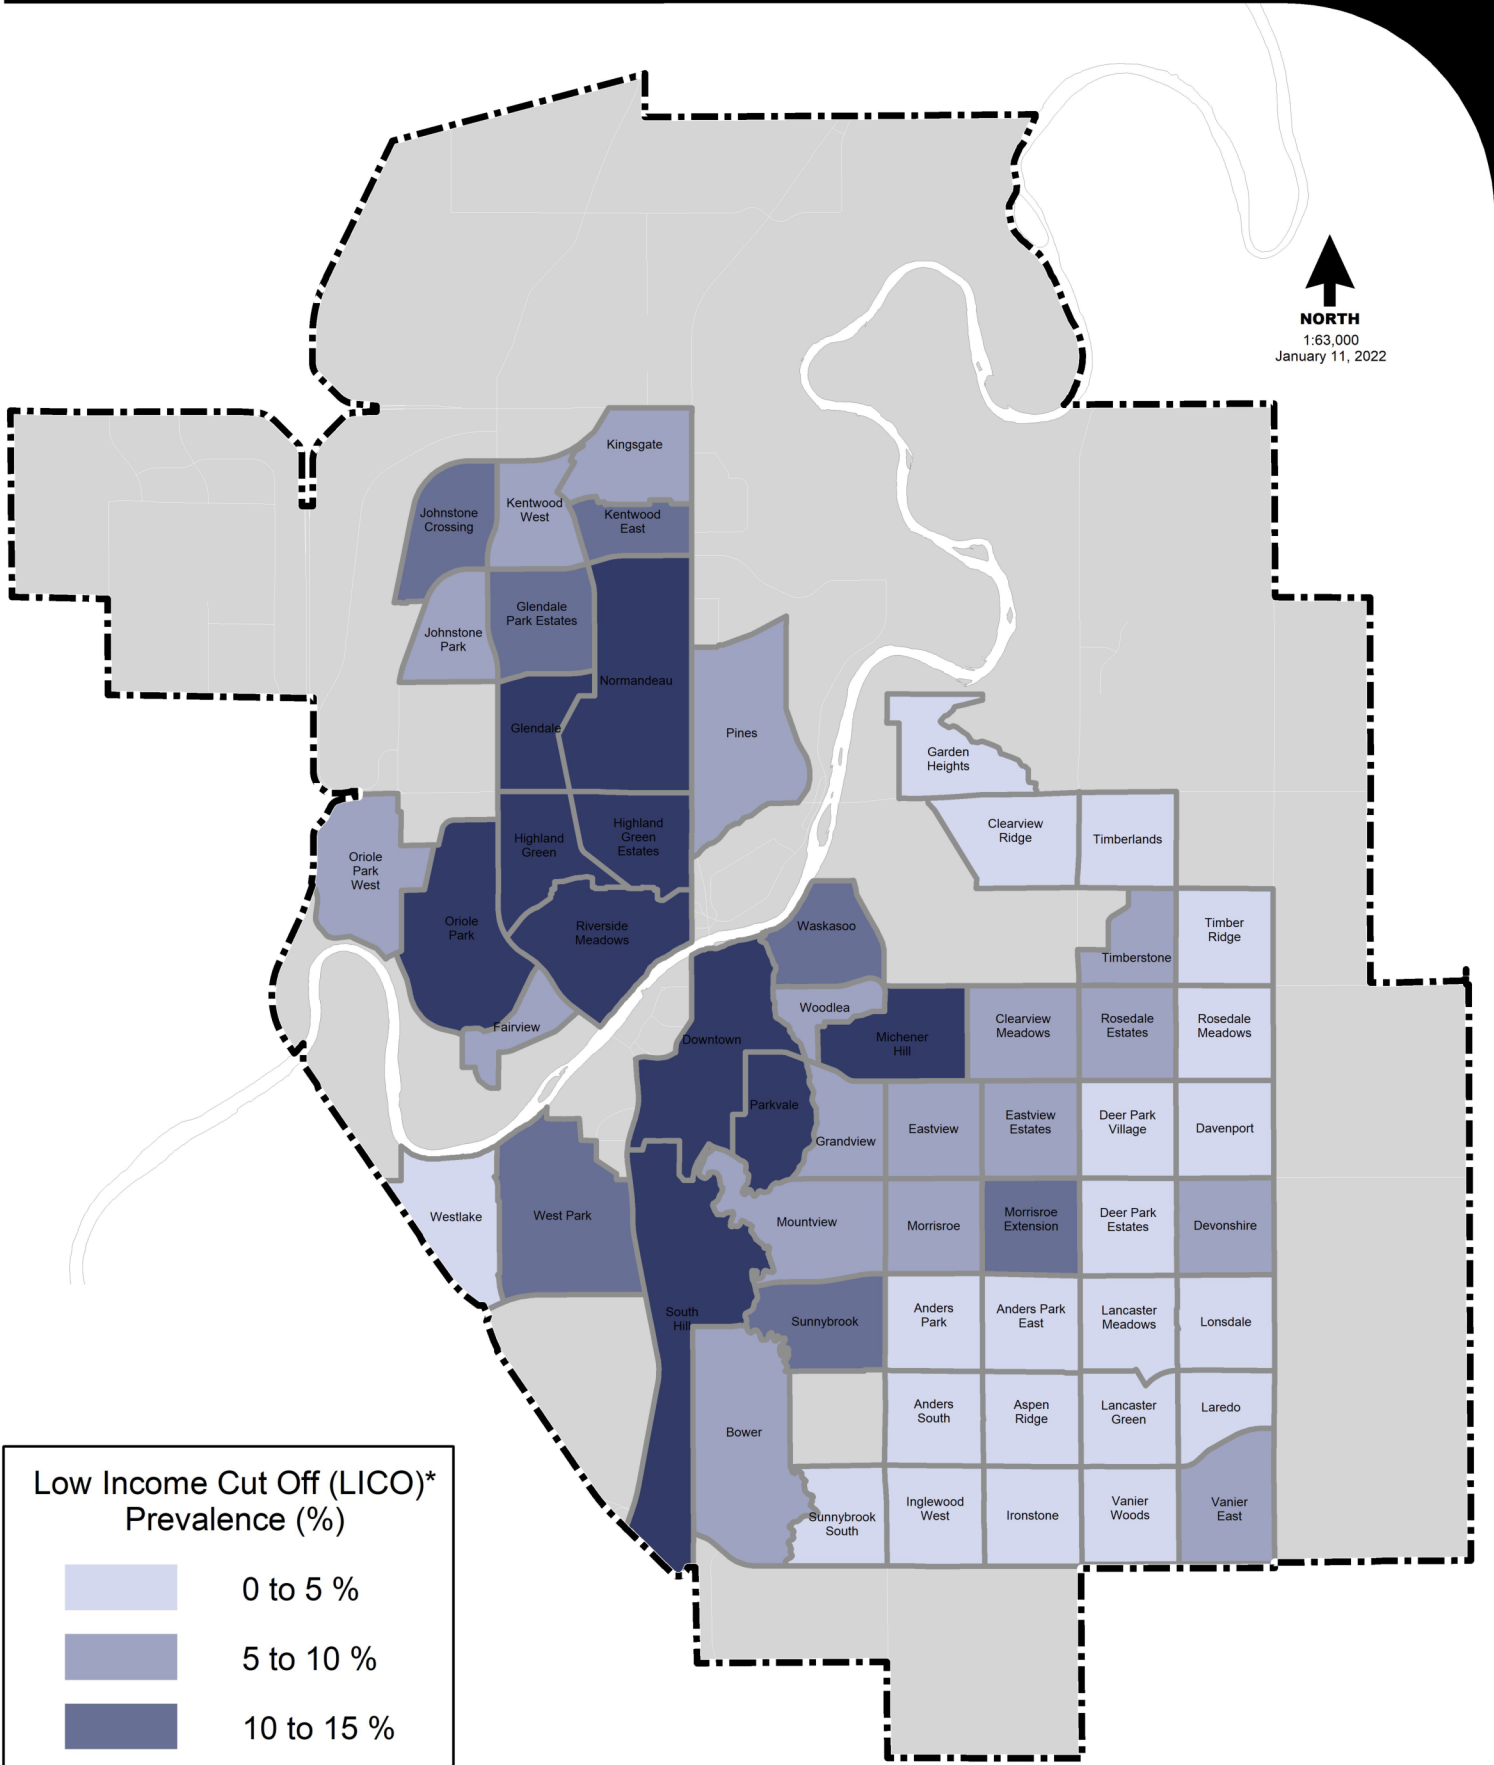 NORTH
1:63,000
January 11, 2022
Kingsgate
Johnstone
Crossing
Kentwood
West
Kentwood
East
Glendale
Park Estates
Johnstone
Park
Normandeau
Glendale
Pines
Garden
Heights
Highland
Green
Highland
Green
Estates
Clearview
Ridge
Timberlands
Oriole
Park
West
Oriole
Park
Riverside
Meadows
Waskasoo
Timber
Ridge
Timberstone
Fairview
Woodlea
Downtown
Michener
Hill
Clearview
Meadows
Rosedale
Estates
Rosedale
Meadows
Parkvale
Grandview
Eastview
Eastview
Estates
Deer Park
Village
Davenport
Westlake
West Park
Mountview
Morrisroe
Morrisroe
Extension
Deer Park
Estates
Devonshire
South
Hill
Sunnybrook
Anders
Park
Anders Park
East
Lancaster
Meadows
Lonsdale
Bower
Anders
South
Aspen
Ridge
Lancaster
Green
Laredo
Sunnybrook
South
Inglewood
West
Ironstone
Vanier
Woods
Vanier
East
Low Income Cut Off (LICO)*
Prevalence (%)
0 to 5 %
5 to 10 %
10 to 15 %